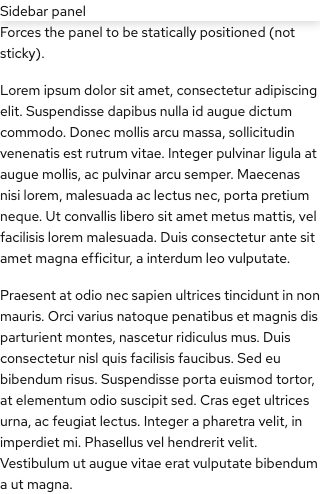 Sidebar panel
Forces the panel to be statically positioned (not
sticky).
Lorem ipsum dolor sit amet, consectetur adipiscing
elit. Suspendisse dapibus nulla id augue dictum
commodo. Donec mollis arcu massa, sollicitudin
venenatis est rutrum vitae. Integer pulvinar ligula at
augue mollis, ac pulvinar arcu semper. Maecenas
nisi lorem, malesuada ac lectus nec, porta pretium
neque. Ut convallis libero sit amet metus mattis, vel
facilisis lorem malesuada. Duis consectetur ante sit
amet magna efficitur, a interdum leo vulputate.
Praesent at odio nec sapien ultrices tincidunt in non
mauris. Orci varius natoque penatibus et magnis dis
parturient montes, nascetur ridiculus mus. Duis
consectetur nisl quis facilisis faucibus. Sed eu
bibendum risus. Suspendisse porta euismod tortor,
at elementum odio suscipit sed. Cras eget ultrices
urna, ac feugiat lectus. Integer a pharetra velit, in
imperdiet mi. Phasellus vel hendrerit velit.
Vestibulum ut augue vitae erat vulputate bibendum
a ut magna.